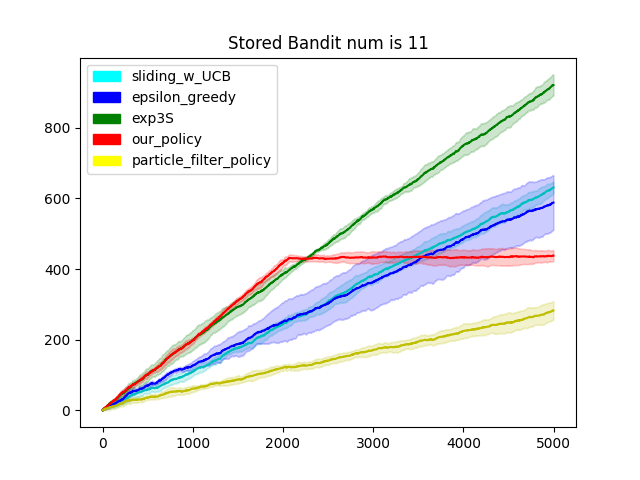 Stored Bandit num is 11
sliding_w_UCB
epsilon_greedy
exp3S
our_policy
particle_filter_policy
800
600
400
200
0
0 1000 2000 3000 4000 5000